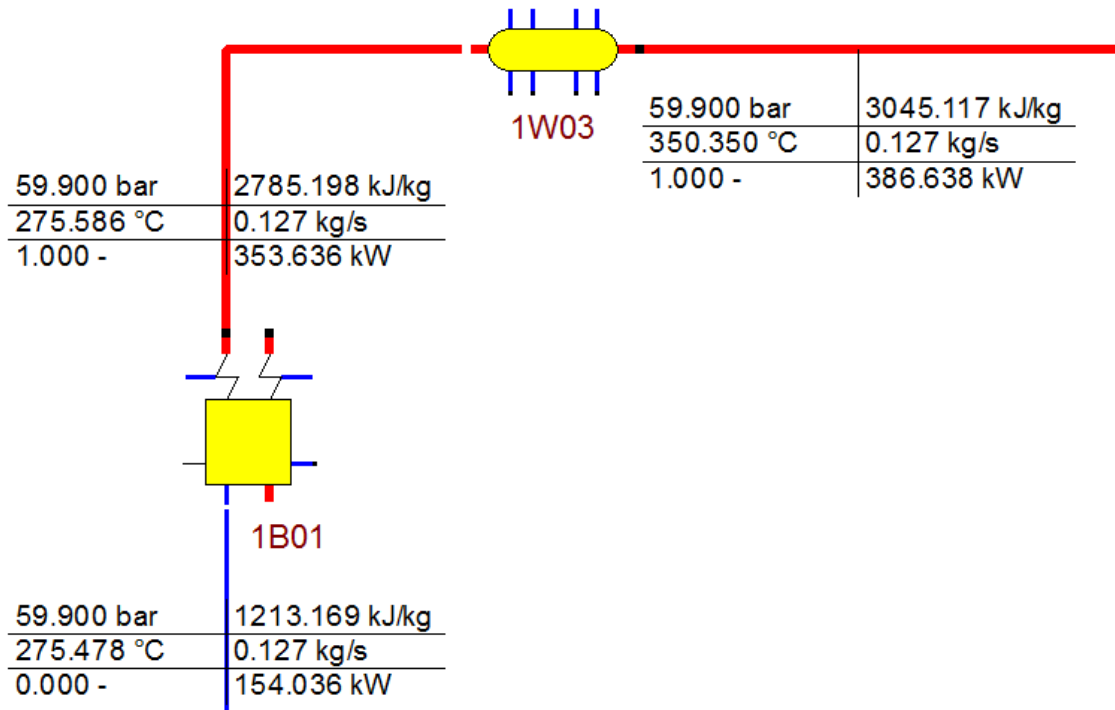 1W03
59.900 bar 3045.117 kJ/kg
350.350 °C 0.127 kg/s
1.000 - 386.638 kW
59.900 bar 2785.198 kJ/kg
275.586 °C 0.127 kg/s
1.000 - 353.636 kW
1B01
59.900 bar 1213.169 kJ/kg
275.478 °C 0.127 kg/s
0.000 - 154.036 kW